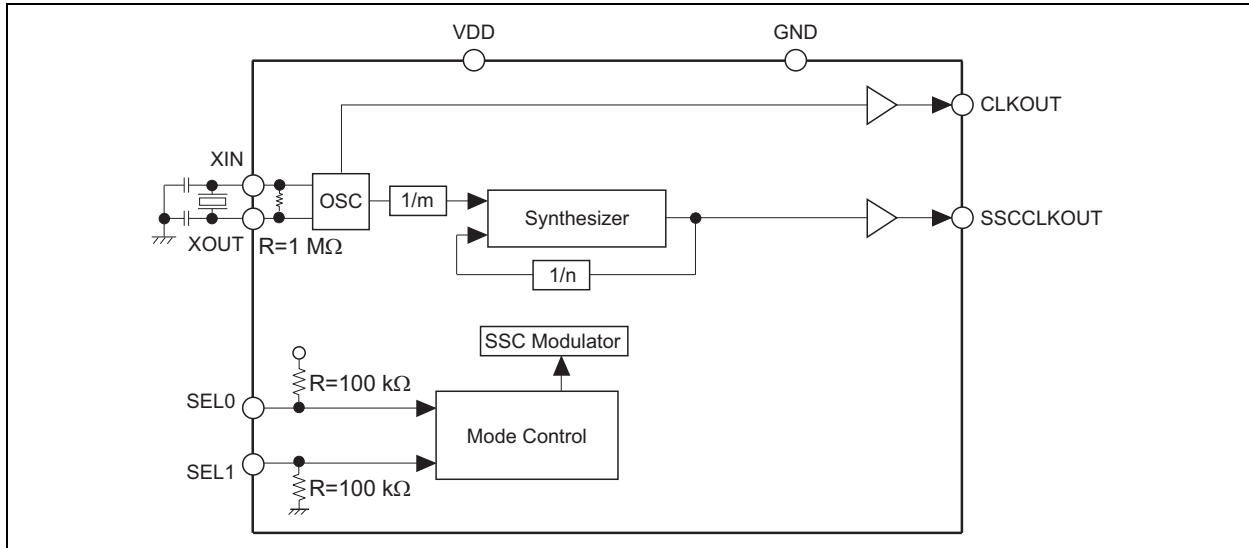 VDD
GND
CLKOUT
XIN
OSC
1/m
Synthesizer
SSCCLKOUT
XOUT
R=1 MΩ
1/n
SSC Modulator
R=100 kΩ
SEL0
Mode Control
SEL1
R=100 kΩ